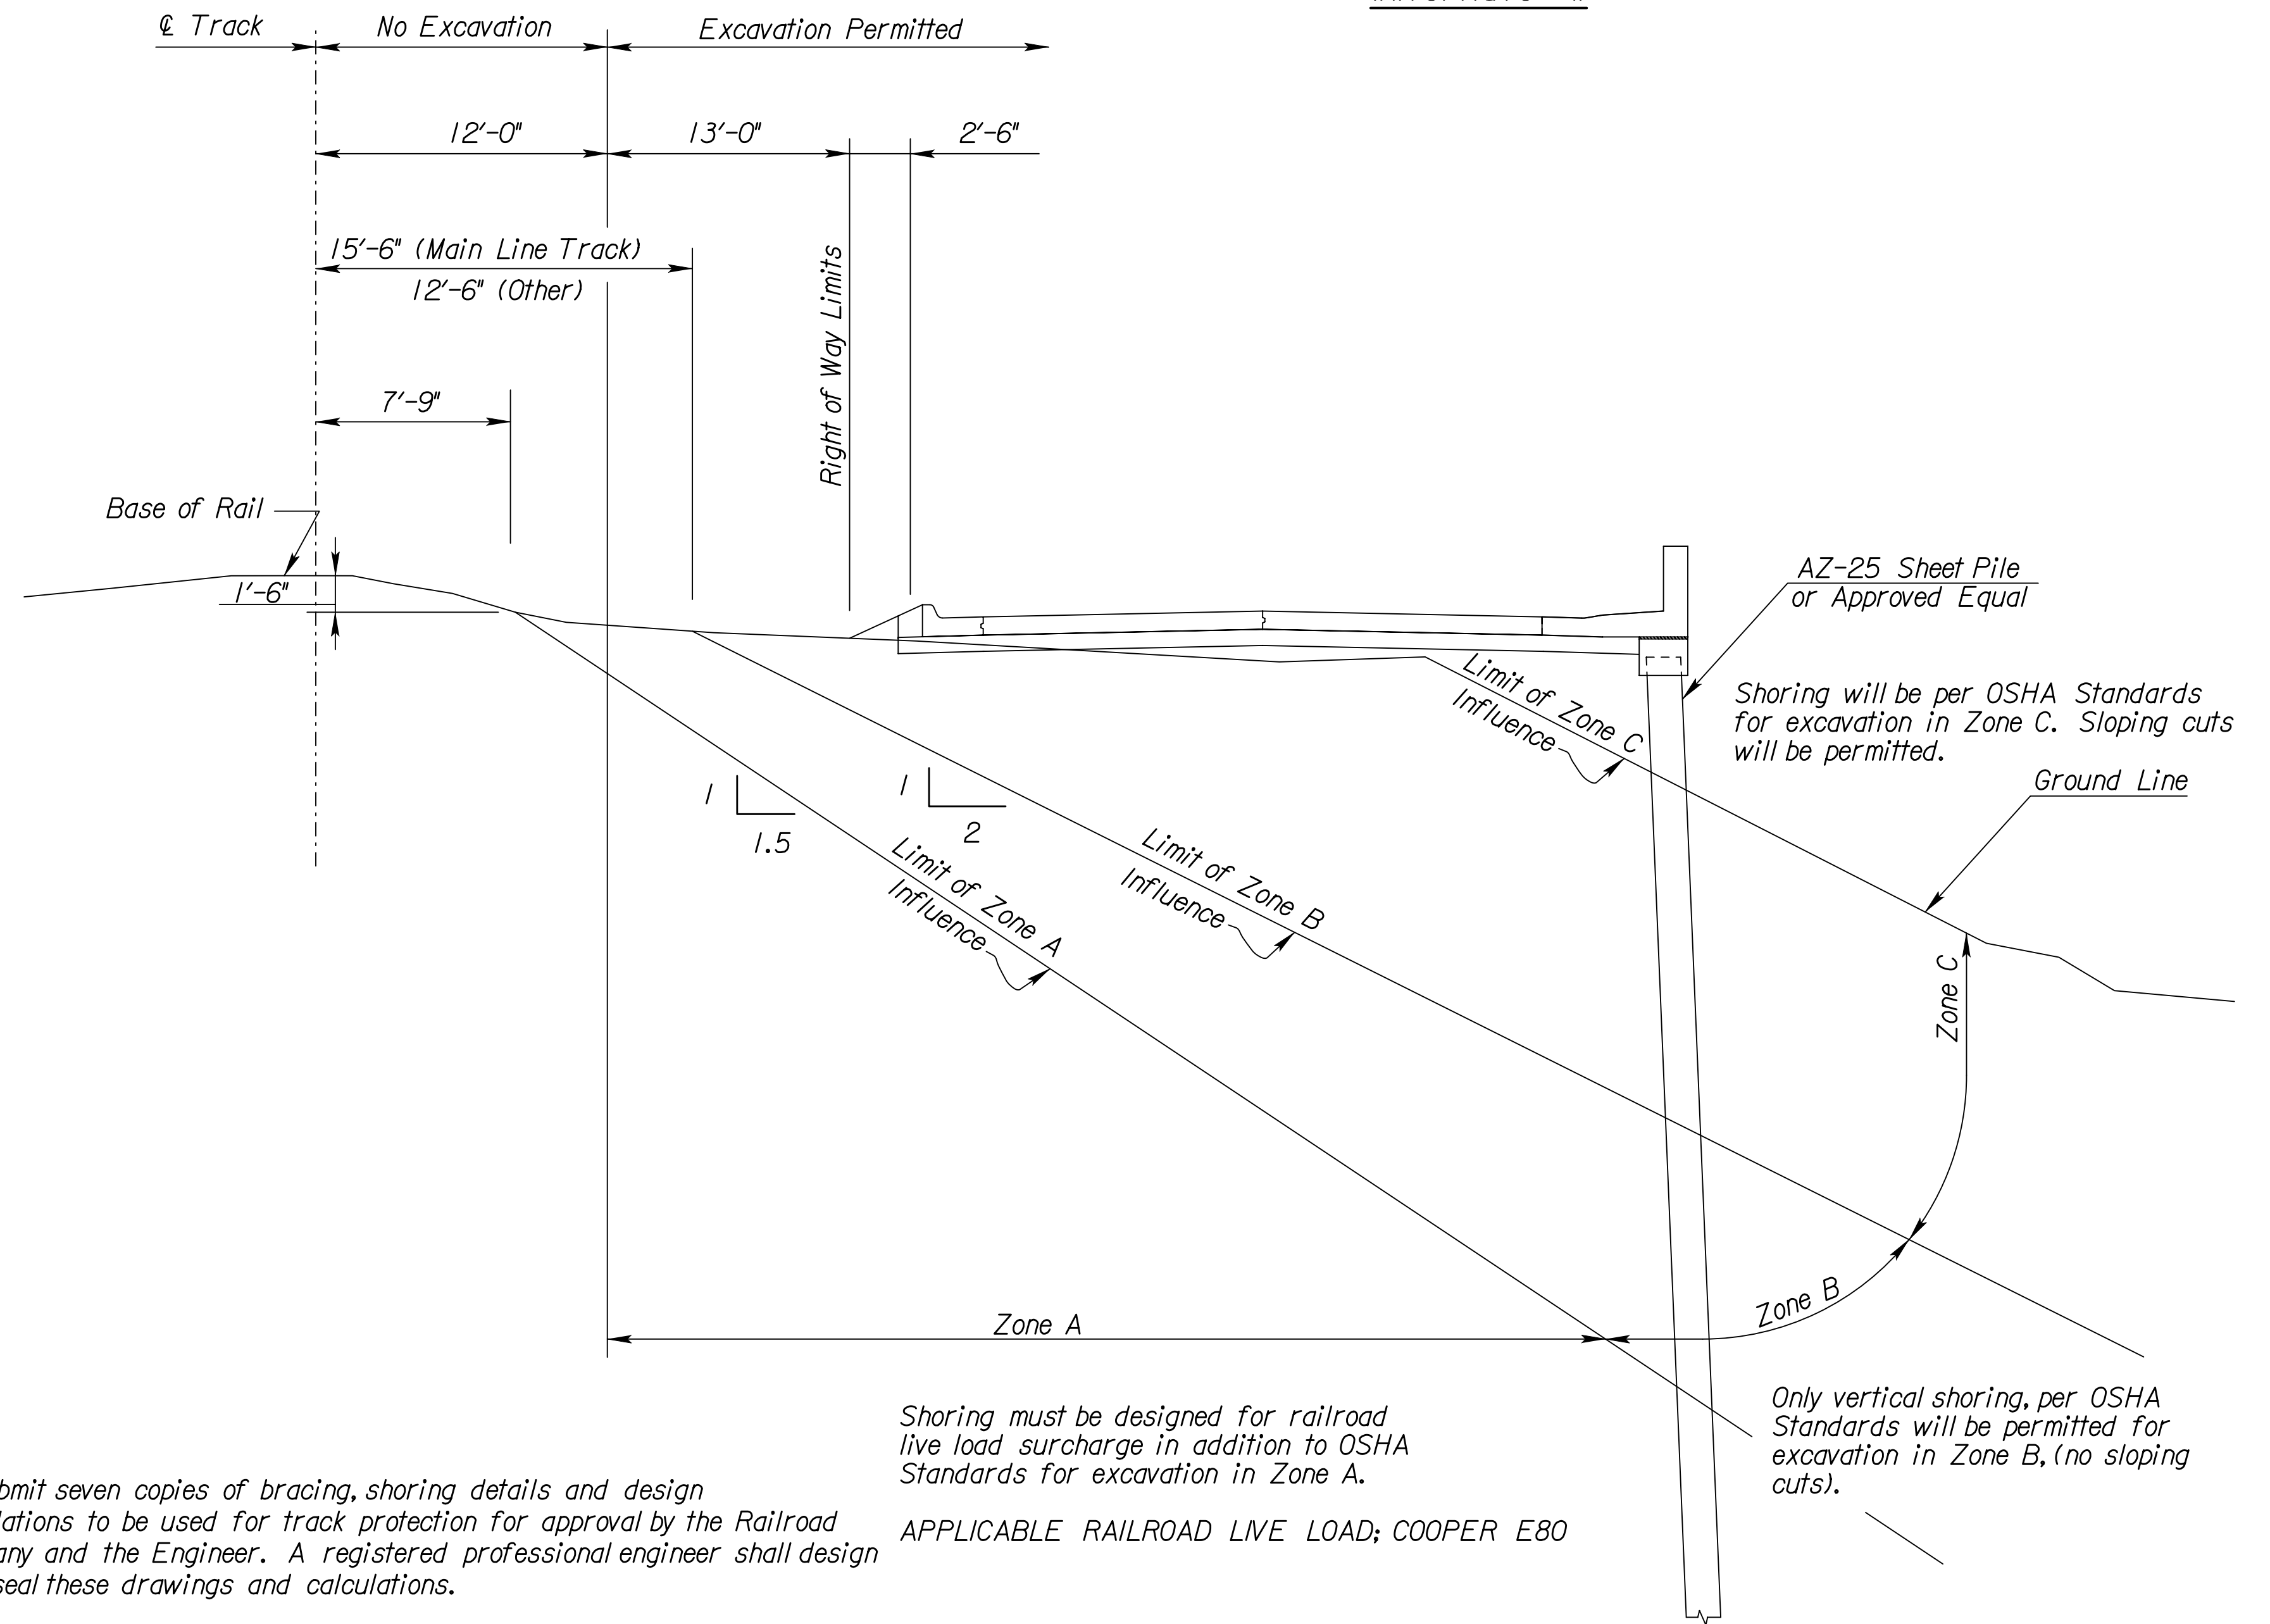 ℄ Track
No Excavation
Excavation Permitted
12'-0"
13'-0"
2'-6"
15'-6" (Main Line Track)
12'-6" (Other)
Right of Way Limits
7'-9"
Base of Rail
1'-6"
AZ-25 Sheet Pile
or Approved Equal
Limit of Zone C
Influence
Shoring will be per OSHA Standards
for excavation in Zone C. Sloping cuts
will be permitted.
Ground Line
1
1.5
1
2
Limit of Zone A
Influence
Limit of Zone B
Influence
Zone C
Zone A
Zone B
Shoring must be designed for railroad
live load surcharge in addition to OSHA
Standards for excavation in Zone A.
APPLICABLE RAILROAD LIVE LOAD; COOPER E80
Only vertical shoring, per OSHA
Standards will be permitted for
excavation in Zone B, (no sloping
cuts).
seven copies of bracing, shoring details and design
to be used for track protection for approval by the Railroad
and the Engineer. A registered professional engineer shall design
seal these drawings and calculations.